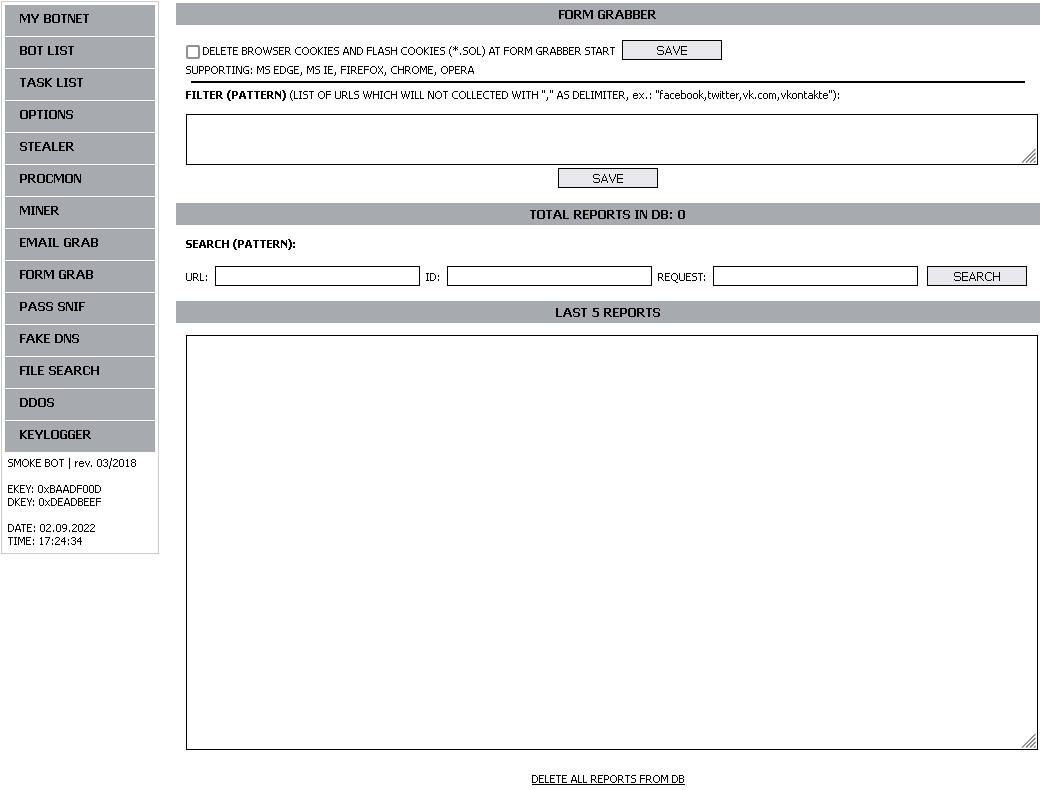 MY BOTNET
BOT LIST
TASK LIST
OPTIONS
STEALER
PROCMON
MINER
EMAIL GRAB
FORM GRAB
PASS SNIF
FAKE DNS
FILE SEARCH
DDOS
KEYLOGGER
SMOKE BOT | rev. 03/2018
EKEY: 0xBAADF00D
DKEY: 0xDEADBEEF
DATE: 02.09.2022
TIME: 17:24:34
FORM GRABBER
DELETE BROWSER COOKIES AND FLASH COOKIES (*.SOL) AT FORM GRABBER START SAVE
SUPPORTING: MS EDGE, MS IE, FIREFOX, CHROME, OPERA
FILTER (PATTERN) (LIST OF URLS WHICH WILL NOT COLLECTED WITH "," AS DELIMITER, ex.: "facebook,twitter,vk.com,vkontakte"):
SAVE
TOTAL REPORTS IN DB: 0
SEARCH (PATTERN):
URL: ID: REQUEST: SEARCH
LAST 5 REPORTS
DELETE ALL REPORTS FROM DB